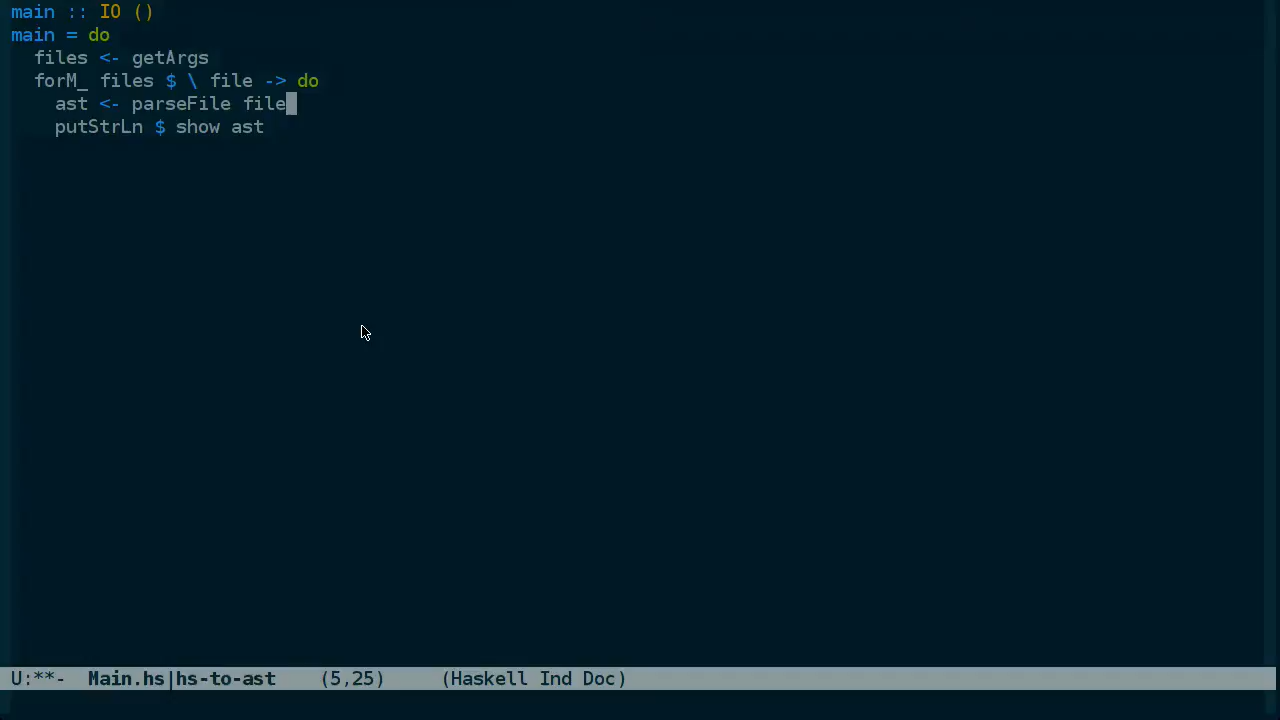 main :: IO ()
main = do
  files <- getArgs
  forM_ files $ \ file -> do
    ast <- parseFile file
    putStrLn $ show ast
U:**-  Main.hs|hs-to-ast    (5,25)     (Haskell Ind Doc)